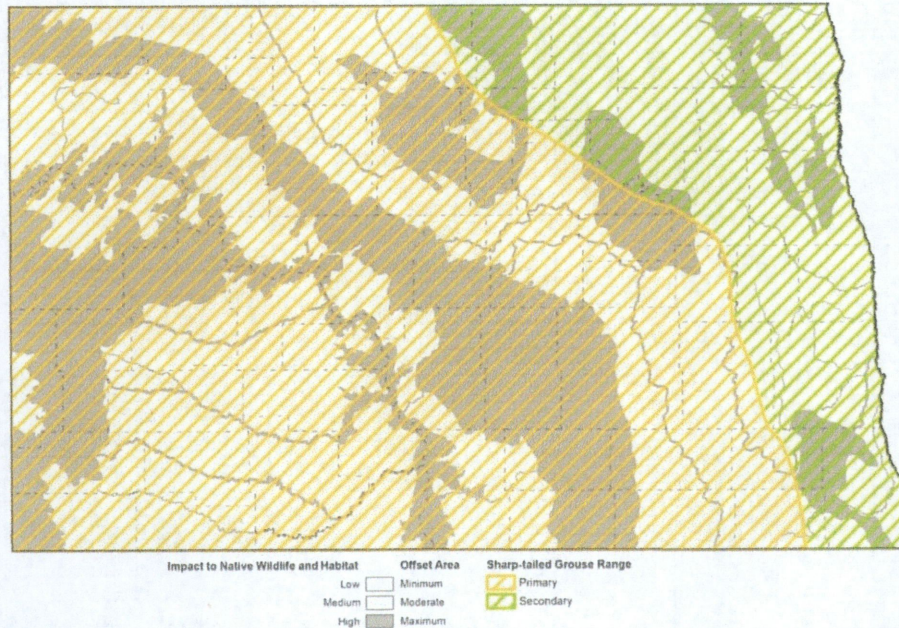 Impact to Native Wildlife and Habitat Offset Area Sharp-tailed Grouse Range
Low Minimum Primary
Medium Moderate Secondary
High Maximum